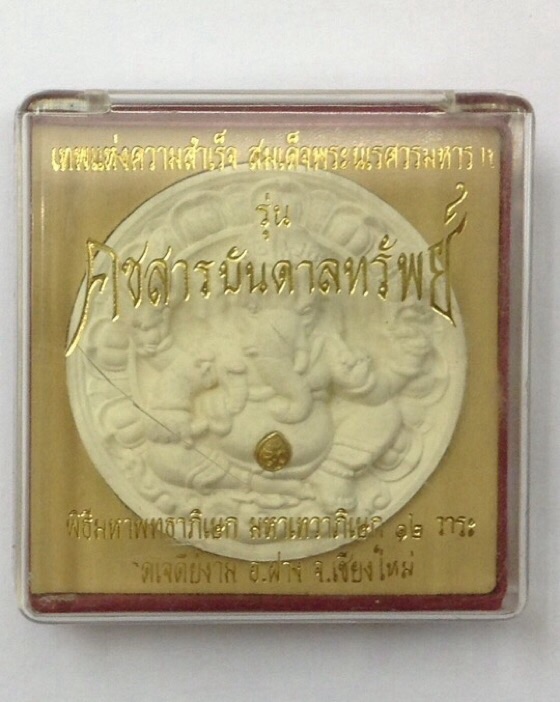 เทพแห่งความสำเร็จ สมเด็จพระนเรศวรมหาราช
รุ่น
คชสารบันดาลทรัพย์
พิธีมหาพุทธาภิเษก มหาเทวาภิเษก ๑๒ วาระ
วัดเจดีย์งาม อ.ฝาง จ.เชียงใหม่